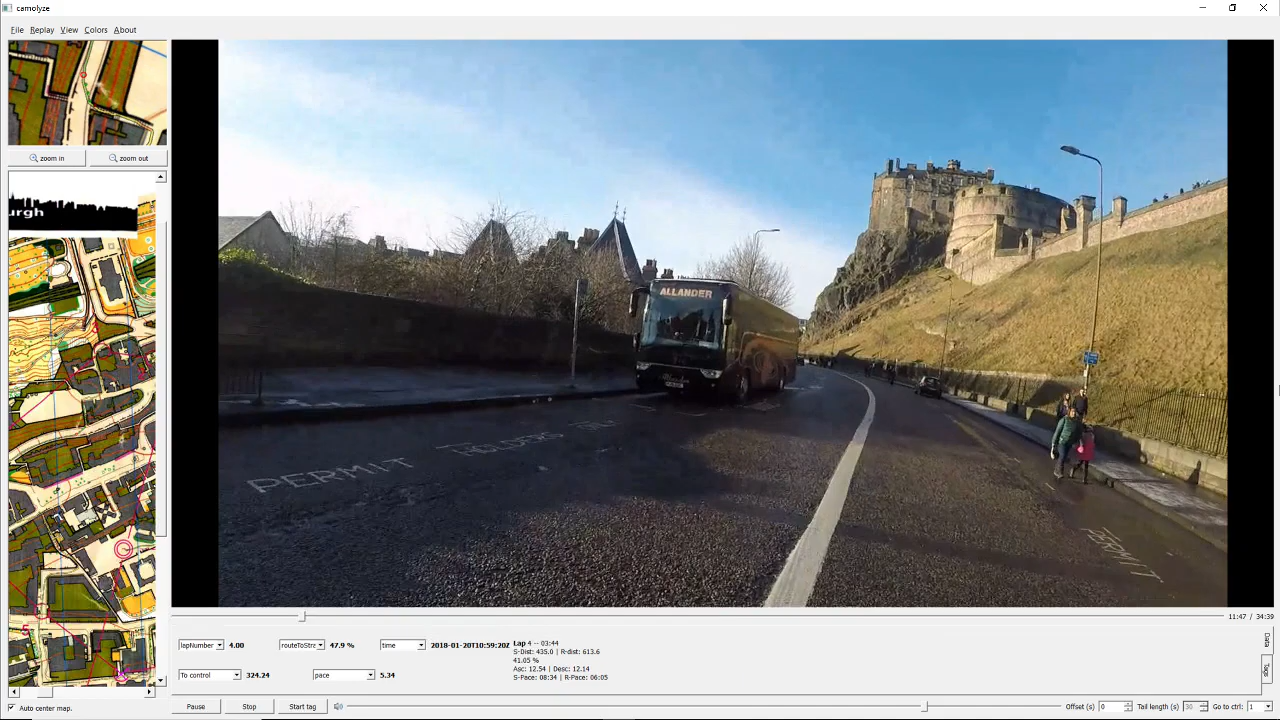 camolyze
File Replay View Colors About
zoom in
zoom out
urgh
5
ALLANDER
PERMIT
HOLDERS
PERMIT
11:47 / 34:39
Data
Tags
lapNumber 4.00 routeToStra 47.9 % time 2018-01-20T10:59:20Z
To control 324.24 pace 5.34
Lap 4 -- 03:44
S-Dist: 435.0 | R-dist: 613.6
41.05 %
Asc: 12.54 | Desc: 12.14
S-Pace: 08:34 | R-Pace: 06:05
Pause Stop Start tag Offset (s) 0 Tail length (s) 30 Go to ctrl: 1
Auto center map.